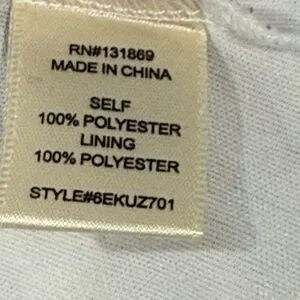 RN#131869
MADE IN CHINA
SELF
100% POLYESTER
LINING
100% POLYESTER
STYLE#6EKUZ701